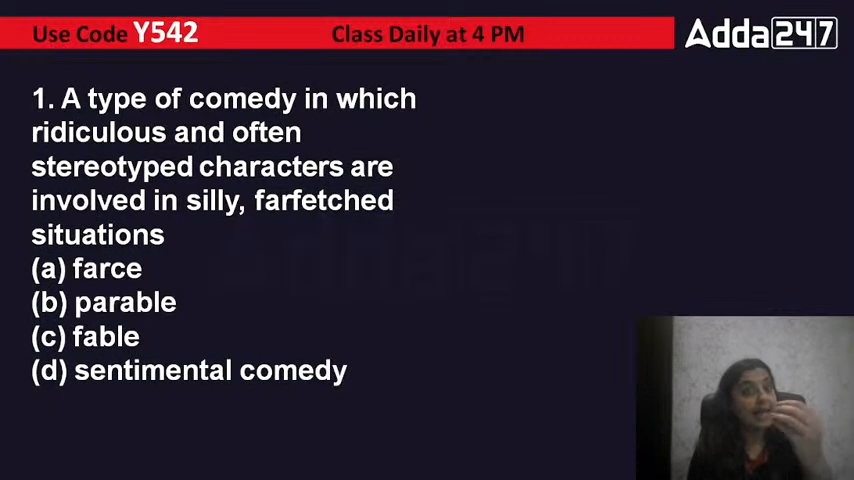 Use Code Y542
Class Daily at 4 PM
Adda247
1. A type of comedy in which
ridiculous and often
stereotyped characters are
involved in silly, farfetched
situations
(a) farce
(b) parable
(c) fable
(d) sentimental comedy